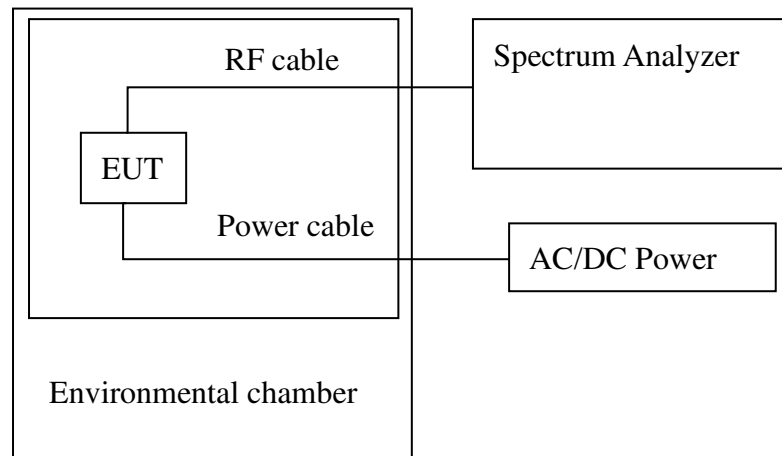 RF cable
Spectrum Analyzer
EUT
Power cable
AC/DC Power
Environmental chamber